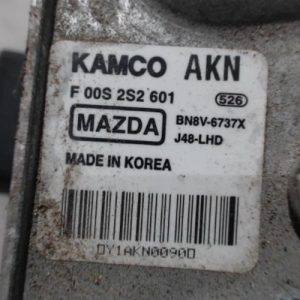 KAMCO AKN
F 00S 2S2 601 526
MAZDA BN8V-6737X
J48-LHD
MADE IN KOREA
DY1AKN0090D